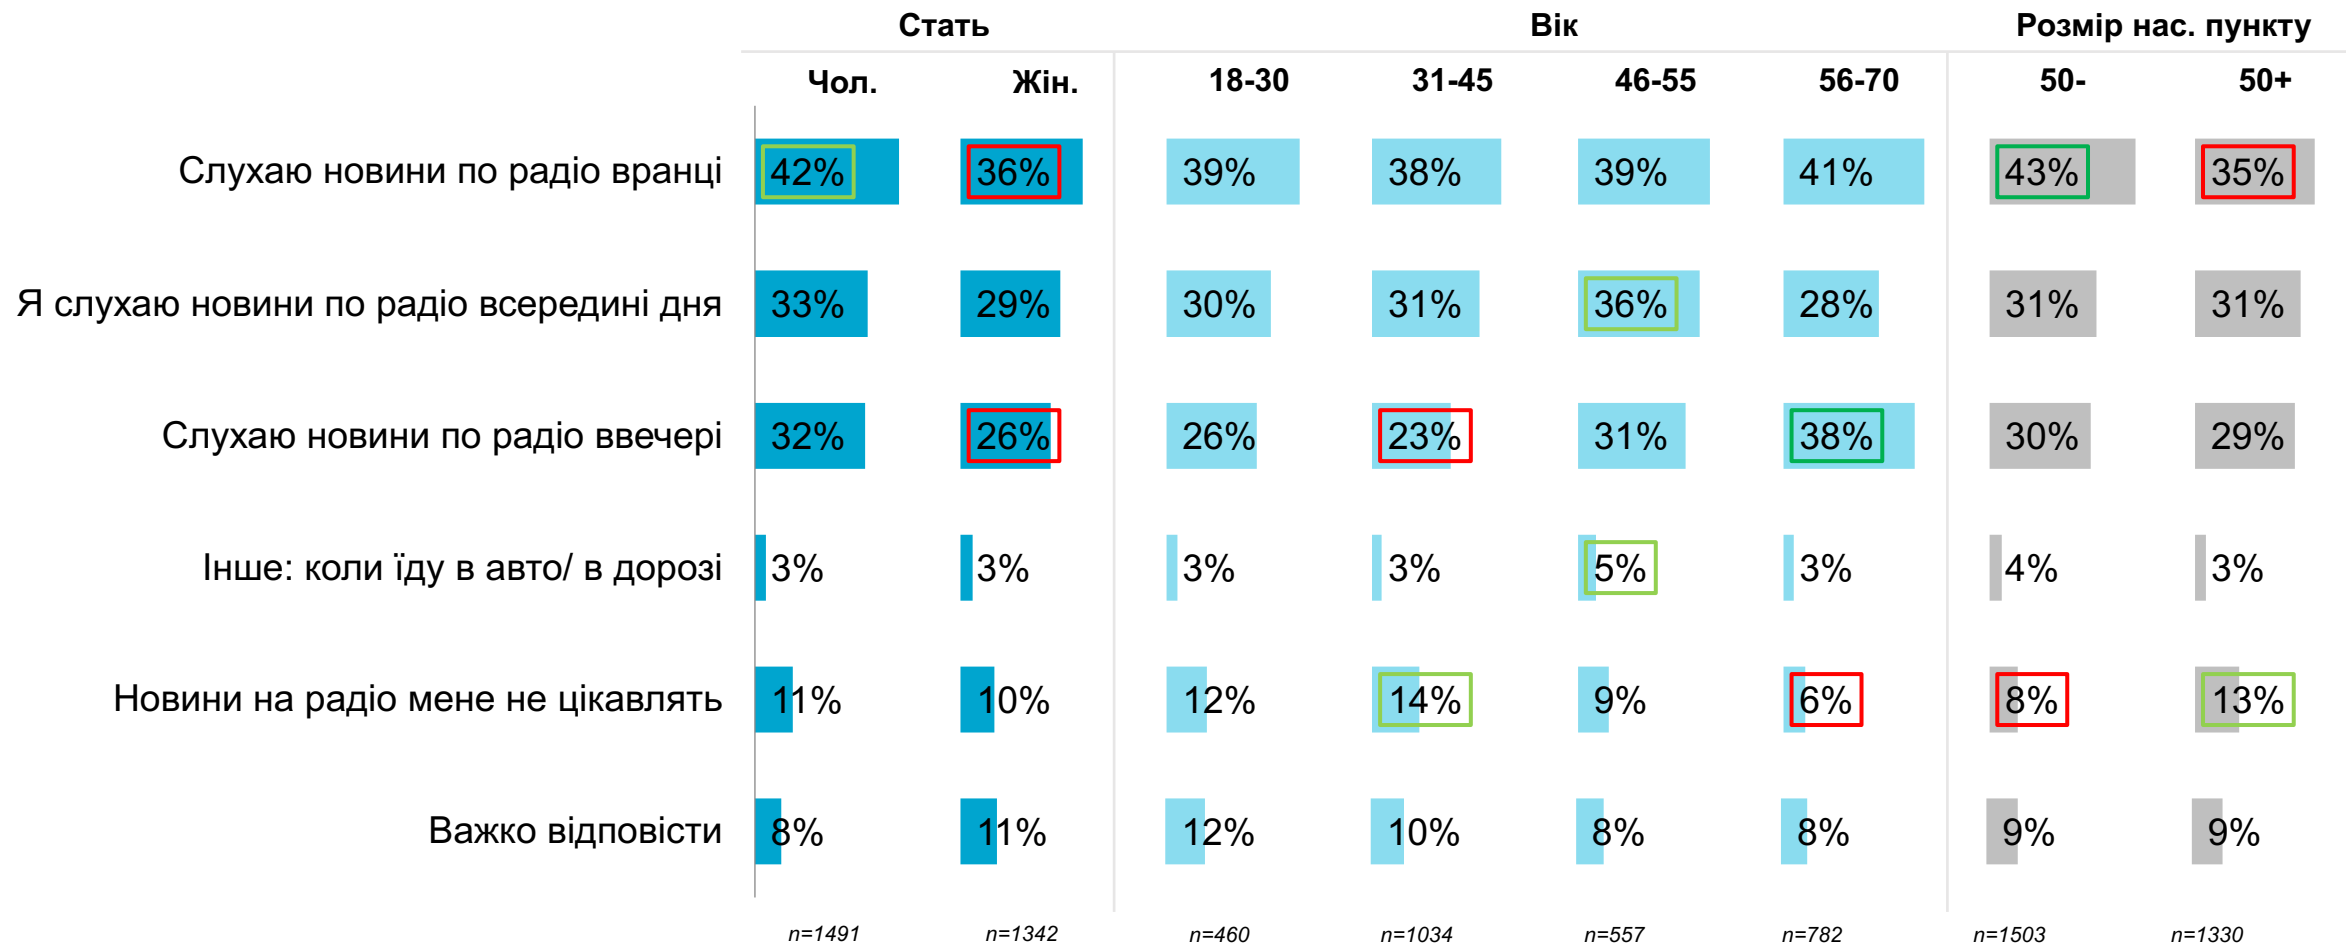 Стать Вік Розмір нас. пункту
Чол. Жін. 18-30 31-45 46-55 56-70 50- 50+
Слухаю новини по радіо вранці 42% 36% 39% 38% 39% 41% 43% 35%
Я слухаю новини по радіо всередині дня 33% 29% 30% 31% 36% 28% 31% 31%
Слухаю новини по радіо ввечері 32% 26% 26% 23% 31% 38% 30% 29%
Інше: коли їду в авто/ в дорозі 3% 3% 3% 3% 5% 3% 4% 3%
Новини на радіо мене не цікавлять 11% 10% 12% 14% 9% 6% 8% 13%
Важко відповісти 8% 11% 12% 10% 8% 8% 9% 9%
n=1491 n=1342 n=460 n=1034 n=557 n=782 n=1503 n=1330